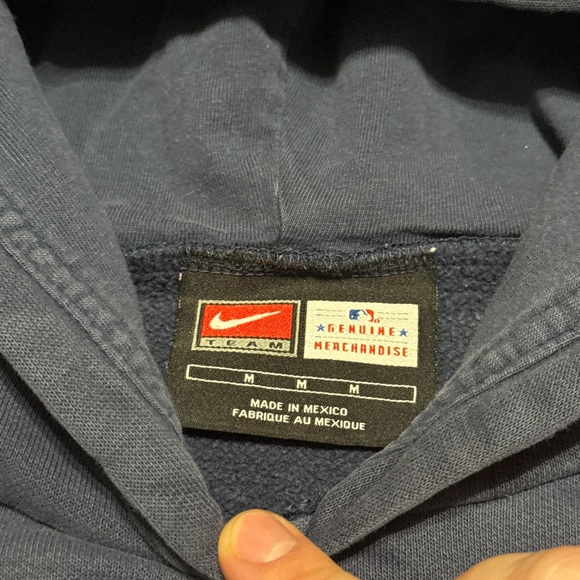 TEAM
GENUINE
MERCHANDISE
M M M
MADE IN MEXICO
FABRIQUE AU MEXIQUE